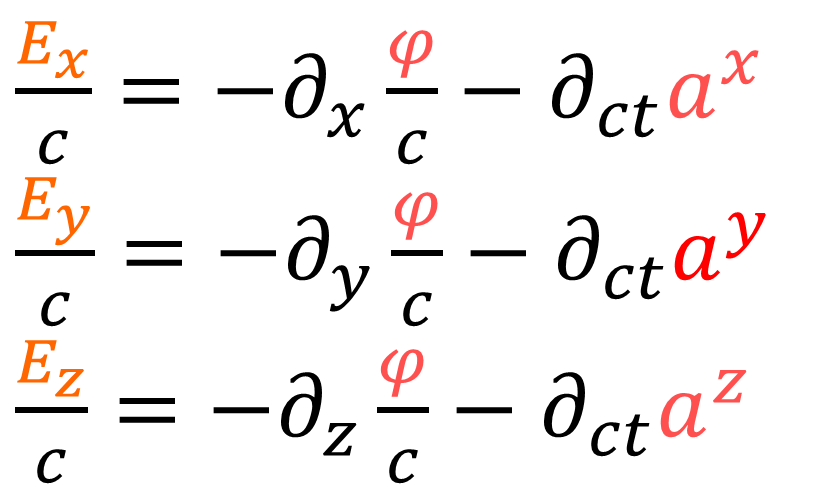 E_x/c = −∂_x φ/c − ∂_ct a^x
E_y/c = −∂_y φ/c − ∂_ct a^y
E_z/c = −∂_z φ/c − ∂_ct a^z